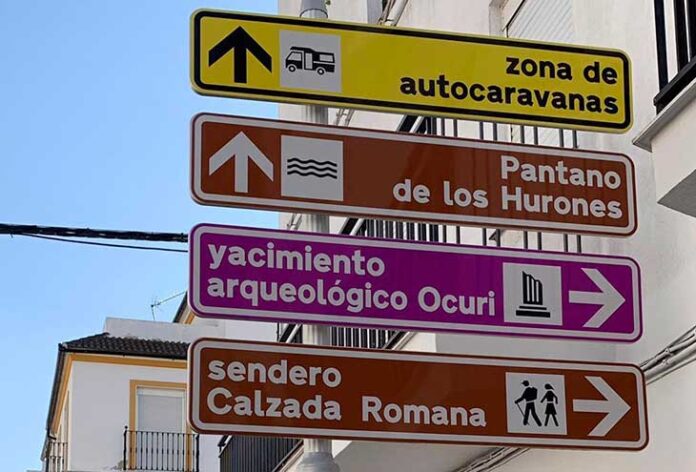 zona de
autocaravanas
Pantano
de los Hurones
yacimiento
arqueológico Ocuri
sendero
Calzada Romana